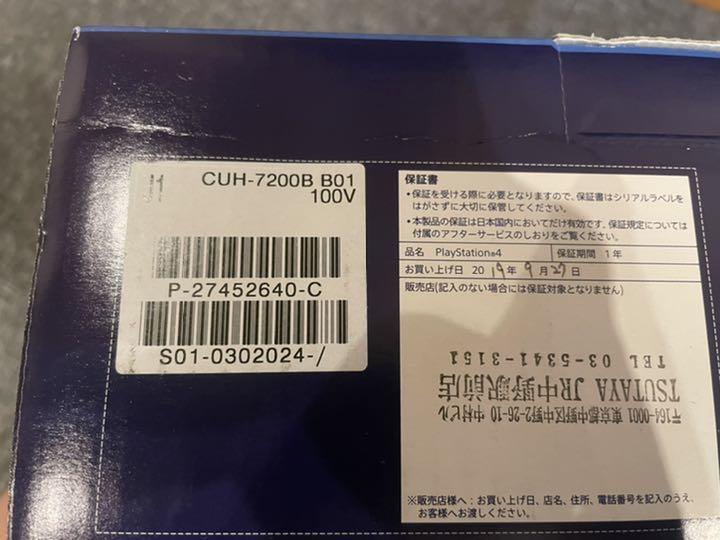 CUH-7200B B01
100V
P-27452640-C
S01-0302024-/
保証書
・保証を受ける際に必要となりますので、保証書はシリアルラベルを
はがさずに大切に保管してください。
・本製品の保証は日本国内においてだけ有効です。保証規定については
付属のアフターサービスのしおりをご覧ください。
品名 PlayStation®4 保証期間 1年
お買い上げ日 20 19年 9月27日
販売店(記入のない場合には保証対象となりません)
〒164-0001 東京都中野区中野2-26-10 中村ビル
TSUTAYA JR中野駅前店
TEL 03-5341-3151
※販売店様へ:お買い上げ日、店名、住所、電話番号を記入のうえ、
お客様へお渡しください。